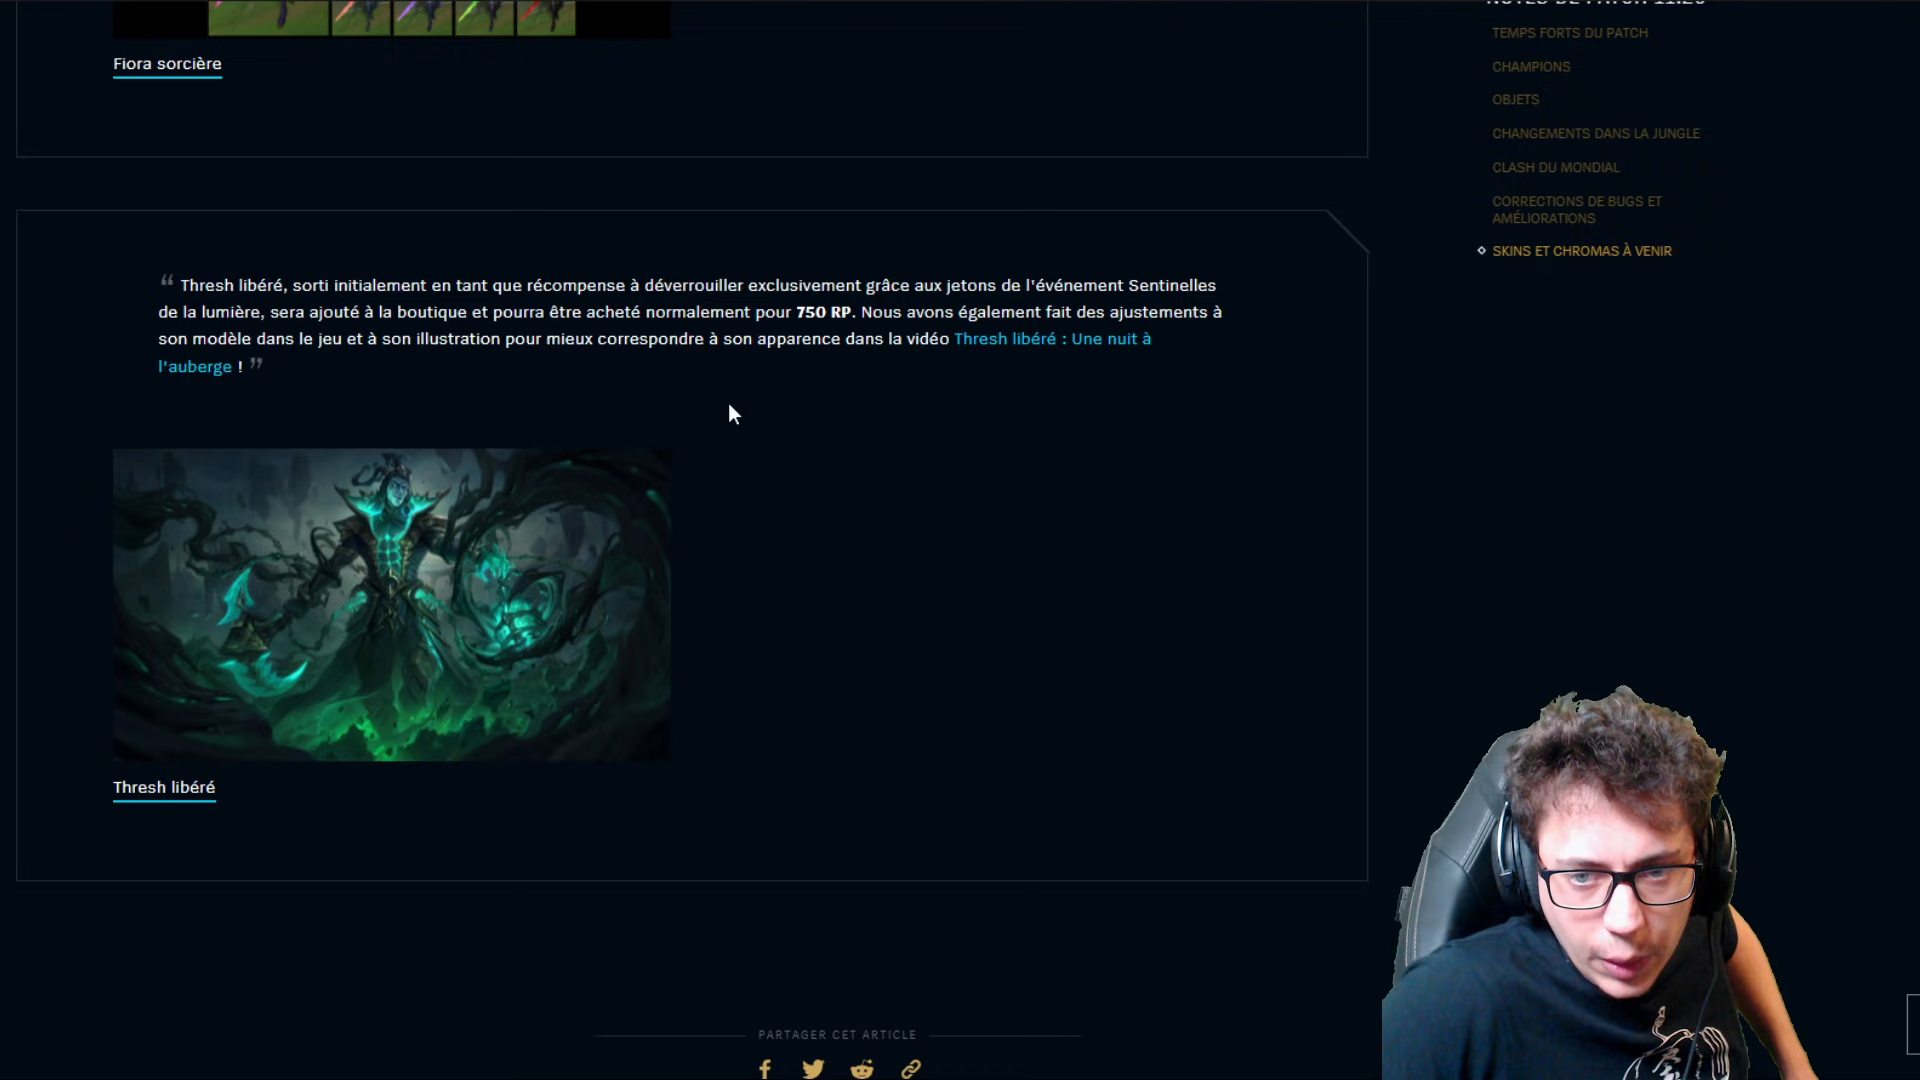 Fiora sorcière
“ Thresh libéré, sorti initialement en tant que récompense à déverrouiller exclusivement grâce aux jetons de l'événement Sentinelles
de la lumière, sera ajouté à la boutique et pourra être acheté normalement pour 750 RP. Nous avons également fait des ajustements à
son modèle dans le jeu et à son illustration pour mieux correspondre à son apparence dans la vidéo Thresh libéré : Une nuit à
l'auberge ! ”
Thresh libéré
PARTAGER CET ARTICLE
NOTES DE PATCH 11.20
TEMPS FORTS DU PATCH
CHAMPIONS
OBJETS
CHANGEMENTS DANS LA JUNGLE
CLASH DU MONDIAL
CORRECTIONS DE BUGS ET
AMÉLIORATIONS
SKINS ET CHROMAS À VENIR